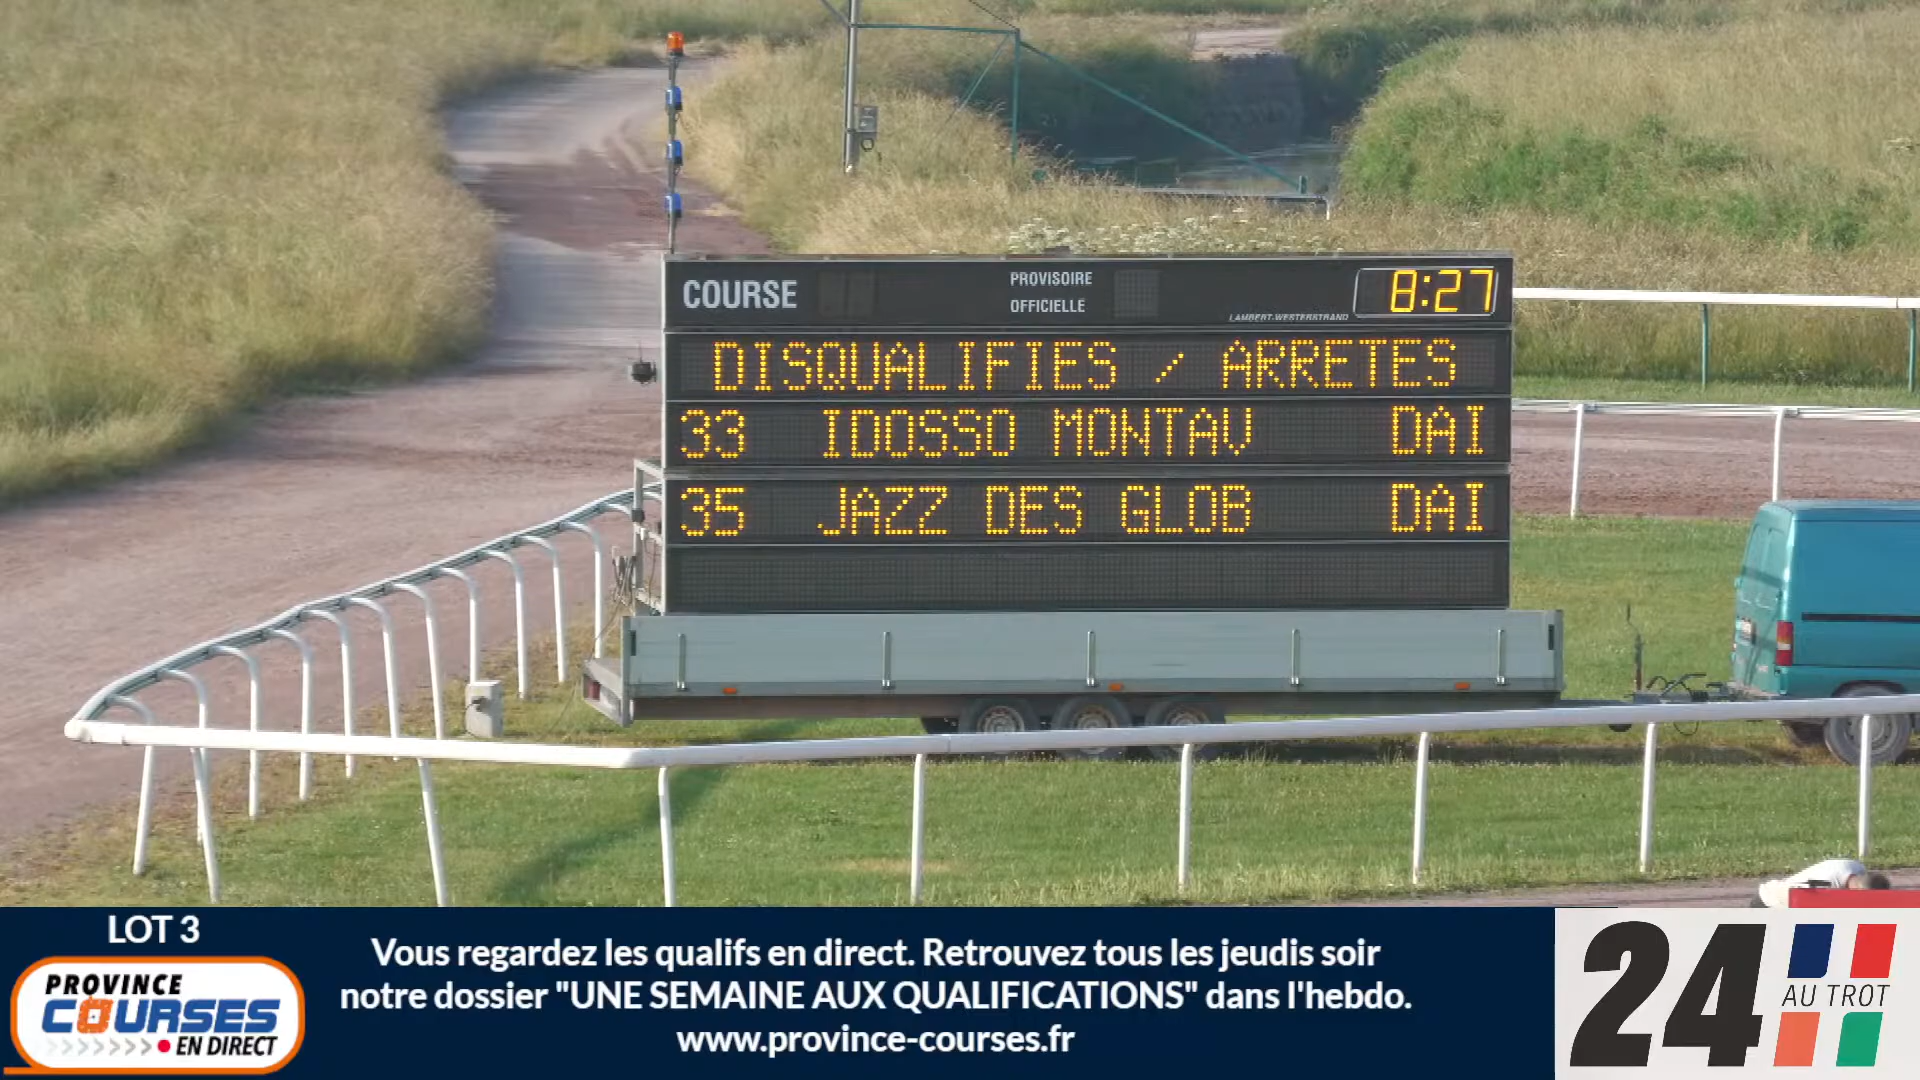 COURSE
PROVISOIRE
OFFICIELLE
LAMBERT-WESTERSTRAND
8:27
DISQUALIFIES / ARRETES
33 IDOSSO MONTAV DAI
35 JAZZ DES GLOB DAI
LOT 3
PROVINCE
COURSES
EN DIRECT
Vous regardez les qualifs en direct. Retrouvez tous les jeudis soir
notre dossier "UNE SEMAINE AUX QUALIFICATIONS" dans l'hebdo.
www.province-courses.fr
24
AU TROT